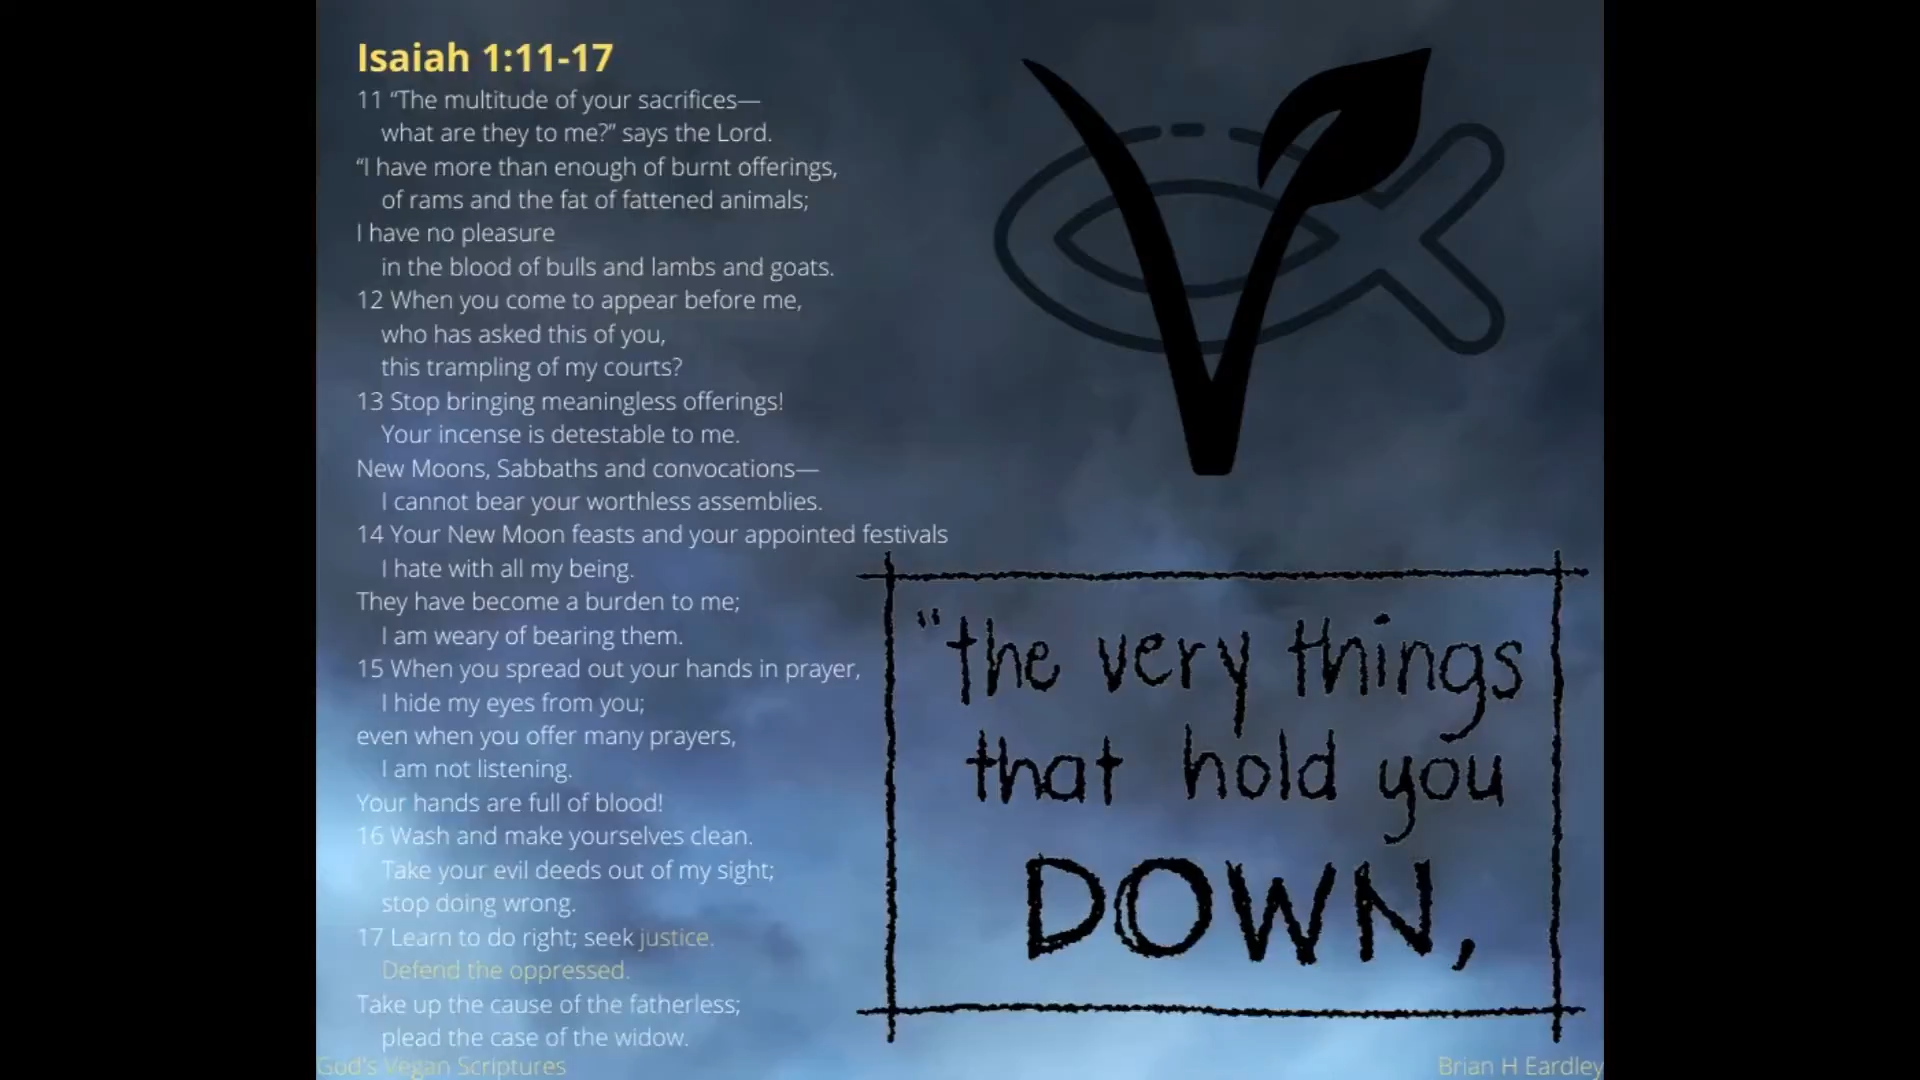 Isaiah 1:11-17
11 “The multitude of your sacrifices—
what are they to me?” says the Lord.
“I have more than enough of burnt offerings,
of rams and the fat of fattened animals;
I have no pleasure
in the blood of bulls and lambs and goats.
12 When you come to appear before me,
who has asked this of you,
this trampling of my courts?
13 Stop bringing meaningless offerings!
Your incense is detestable to me.
New Moons, Sabbaths and convocations—
I cannot bear your worthless assemblies.
14 Your New Moon feasts and your appointed festivals
I hate with all my being.
They have become a burden to me;
I am weary of bearing them.
15 When you spread out your hands in prayer,
I hide my eyes from you;
even when you offer many prayers,
I am not listening.
Your hands are full of blood!
16 Wash and make yourselves clean.
Take your evil deeds out of my sight;
stop doing wrong.
17 Learn to do right; seek justice.
Defend the oppressed.
Take up the cause of the fatherless;
plead the case of the widow.
God's Vegan Scriptures
"the very things
that hold you
DOWN,
Brian H Eardley